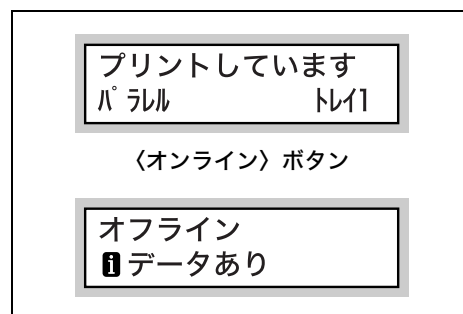 プリントしています
ﾊﾟﾗﾚﾙ ﾄﾚｲ1
〈オンライン〉ボタン
オフライン
iデータあり